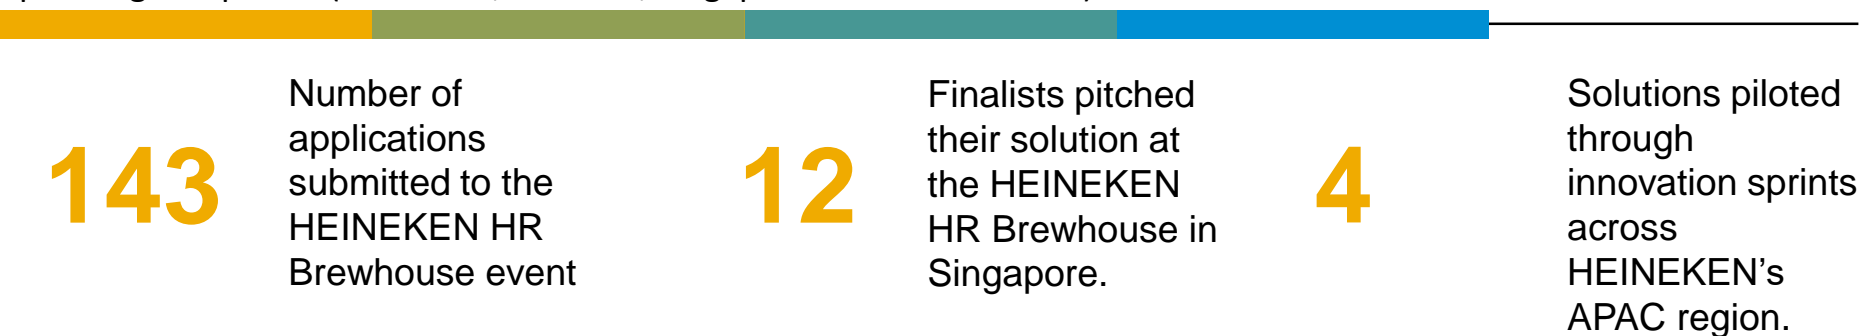 143
Number of
applications
submitted to the
HEINEKEN HR
Brewhouse event
12
Finalists pitched
their solution at
the HEINEKEN
HR Brewhouse in
Singapore.
4
Solutions piloted
through
innovation sprints
across
HEINEKEN’s
APAC region.